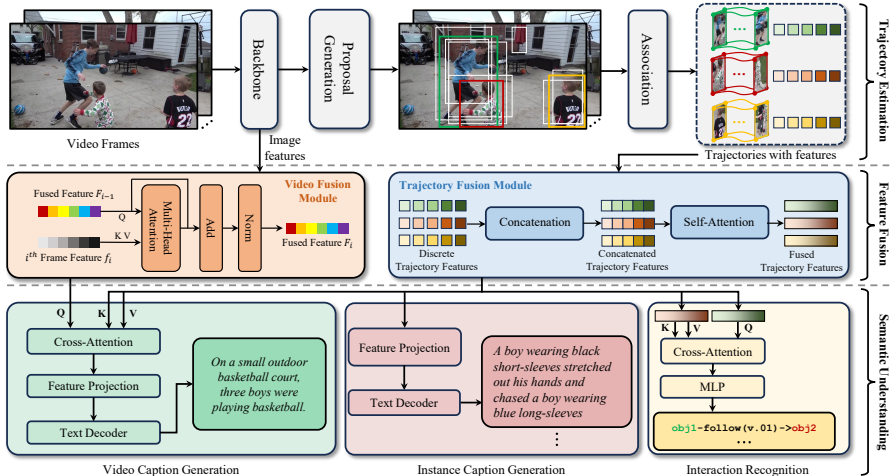 Video Frames
Backbone
Proposal
Generation
Association
Trajectory Estimation
Image
features
Trajectories with features
Video Fusion
Module
Fused Feature F_{i-1}
Q
K V
i^{th} Frame Feature f_i
Multi-Head
Attention
Add
Norm
Fused Feature F_i
Trajectory Fusion Module
Discrete
Trajectory Features
Concatenation
Concatenated
Trajectory Features
Self-Attention
Fused
Trajectory Features
Feature Fusion
Q
K
V
Cross-Attention
Feature Projection
Text Decoder
On a small outdoor
basketball court,
three boys were
playing basketball.
Video Caption Generation
Feature Projection
Text Decoder
A boy wearing black
short-sleeves stretched
out his hands and
chased a boy wearing
blue long-sleeves
...
Instance Caption Generation
K
V
Q
Cross-Attention
MLP
obj1-follow(v.01)->obj2
...
Interaction Recognition
Semantic Understanding